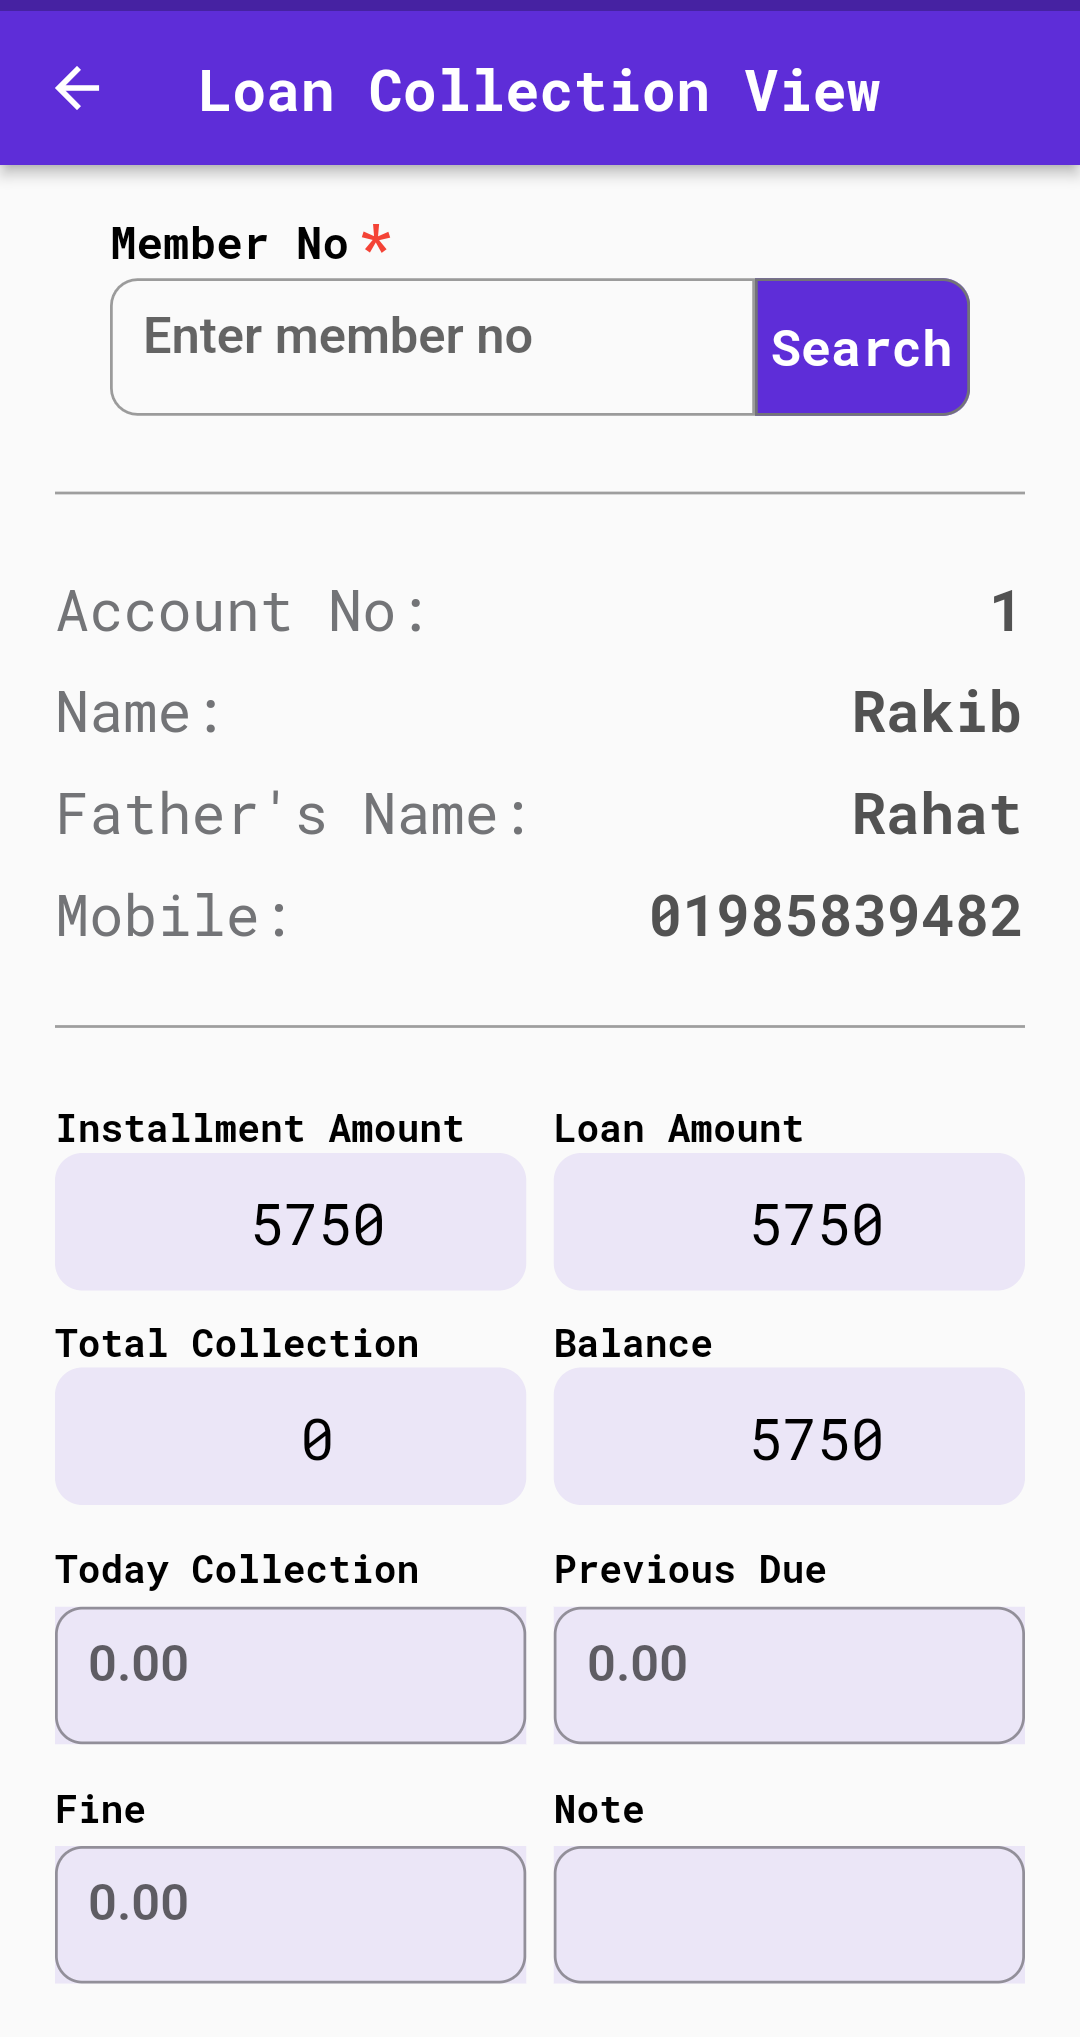 Loan Collection View
Member No *
Enter member no
Search
Account No: 1
Name: Rakib
Father's Name: Rahat
Mobile: 01985839482
Installment Amount Loan Amount
5750 5750
Total Collection Balance
0 5750
Today Collection Previous Due
0.00 0.00
Fine Note
0.00